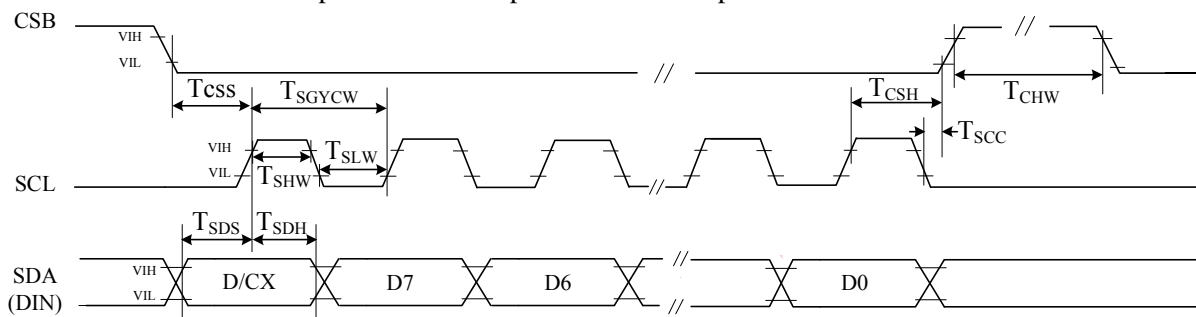 CSB
VIH
VIL
Tcss
TSGYCW
TCSH
TCHW
TSCC
SCL
VIH
VIL
TSHW
TSLW
TSDS
TSDH
SDA
(DIN)
VIH
VIL
D/CX
D7
D6
D0